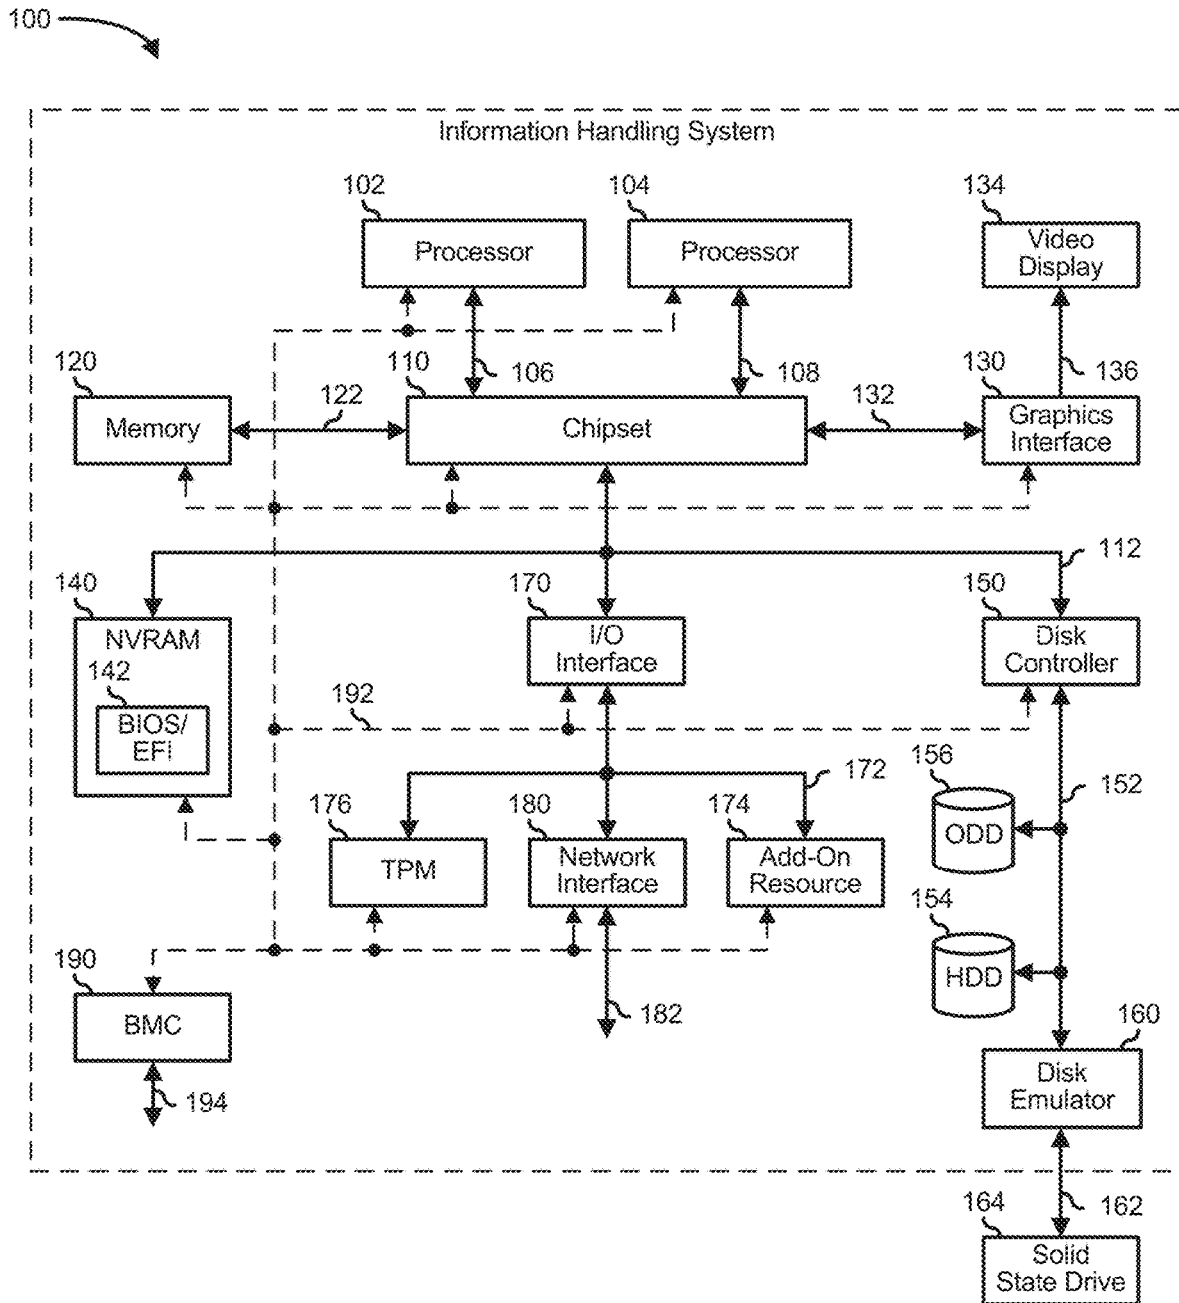 100
Information Handling System
102
104
134
Processor
Processor
Video
Display
120
110
106
108
130
136
122
132
Memory
Chipset
Graphics
Interface
112
140
170
150
NVRAM
I/O
Interface
Disk
Controller
142
BIOS/
EFI
192
172
156
152
176
180
174
ODD
TPM
Network
Interface
Add-On
Resource
154
190
HDD
BMC
182
160
194
Disk
Emulator
164
162
Solid
State Drive